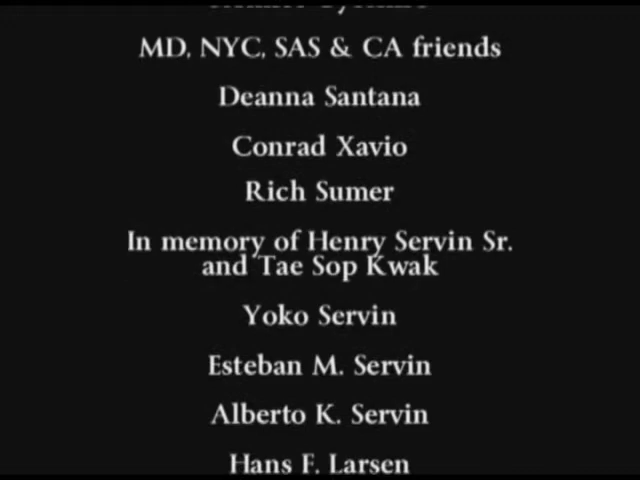 MD, NYC, SAS & CA friends
Deanna Santana
Conrad Xavio
Rich Sumer
In memory of Henry Servin Sr.
and Tae Sop Kwak
Yoko Servin
Esteban M. Servin
Alberto K. Servin
Hans F. Larsen